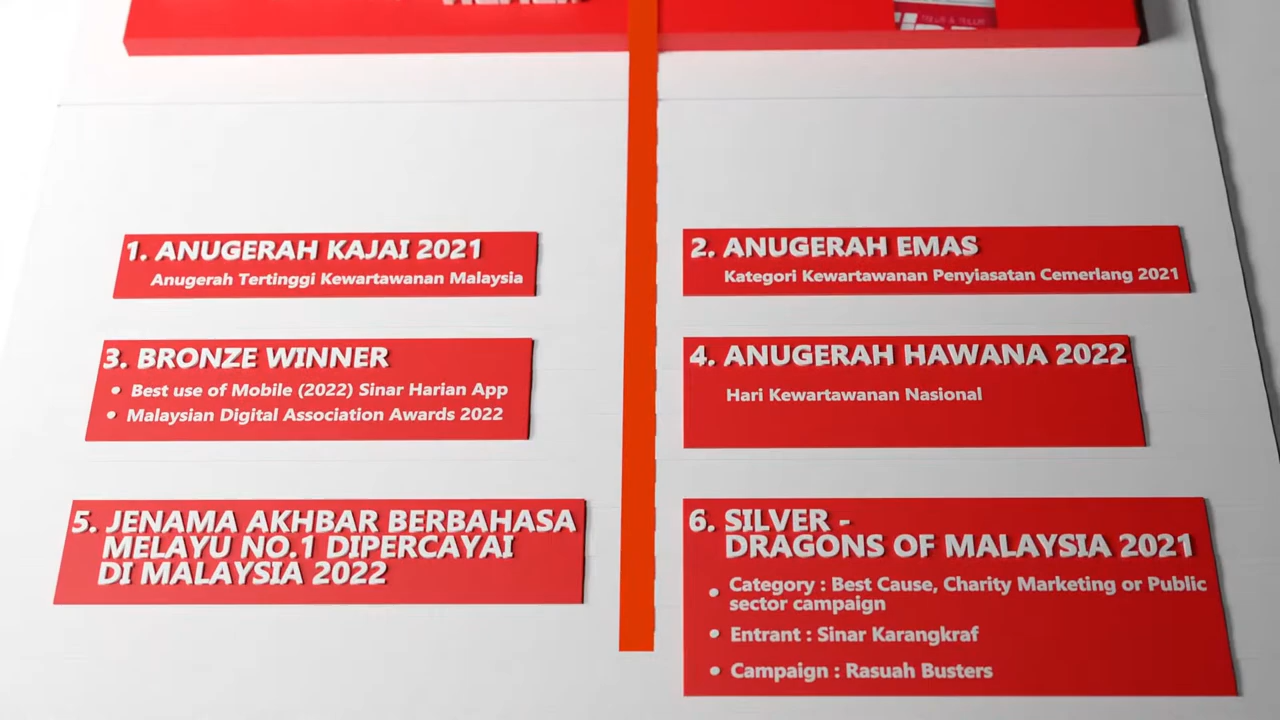 1. ANUGERAH KAJAI 2021
Anugerah Tertinggi Kewartawanan Malaysia
2. ANUGERAH EMAS
Kategori Kewartawanan Penyiasatan Cemerlang 2021
3. BRONZE WINNER
• Best use of Mobile (2022) Sinar Harian App
• Malaysian Digital Association Awards 2022
4. ANUGERAH HAWANA 2022
Hari Kewartawanan Nasional
5. JENAMA AKHBAR BERBAHASA
MELAYU NO.1 DIPERCAYAI
DI MALAYSIA 2022
6. SILVER -
DRAGONS OF MALAYSIA 2021
• Category : Best Cause, Charity Marketing or Public
sector campaign
• Entrant : Sinar Karangkraf
• Campaign : Rasuah Busters